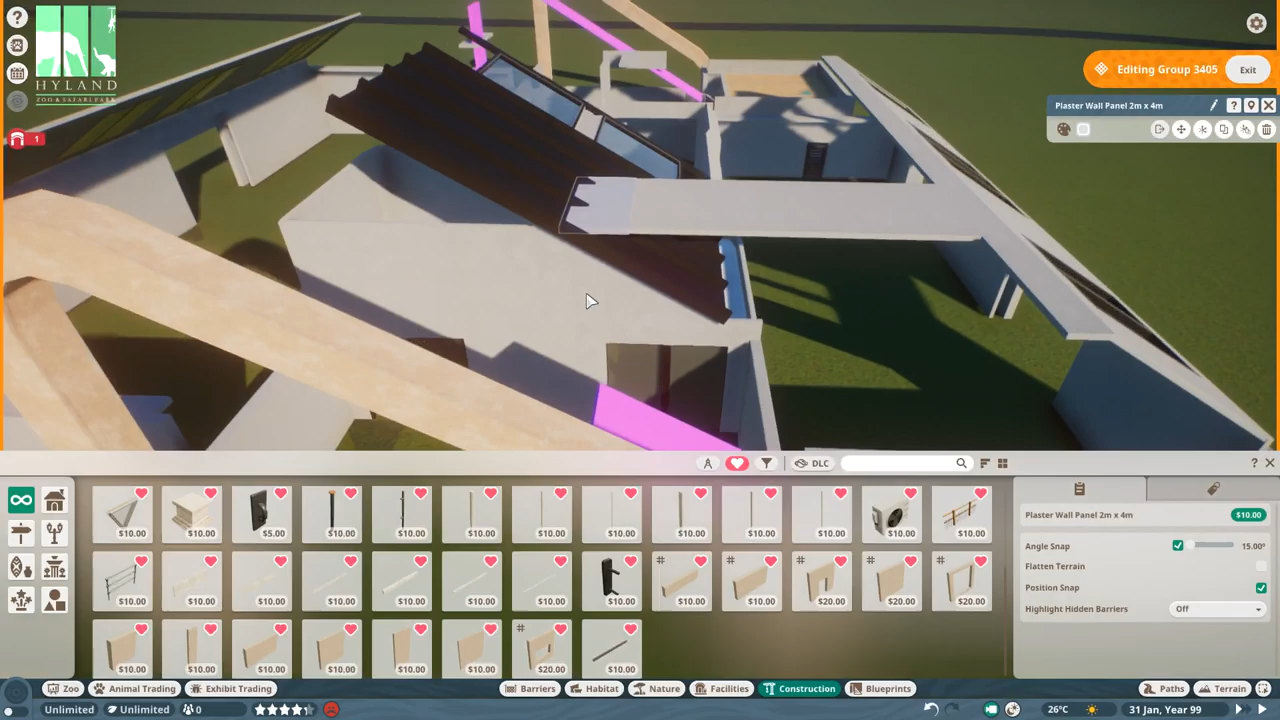 HYLAND
ZOO & SAFARI PARK
Editing Group 3405
Exit
Plaster Wall Panel 2m x 4m
?
1
DLC
?
$10.00 $10.00 $5.00 $10.00 $10.00 $10.00 $10.00 $10.00 $10.00 $10.00 $10.00 $10.00 $10.00
$10.00 $10.00 $10.00 $10.00 $10.00 $10.00 $10.00 $10.00 $10.00 $10.00 $20.00 $20.00 $20.00
$10.00 $10.00 $10.00 $10.00 $10.00 $10.00 $20.00 $10.00
Plaster Wall Panel 2m x 4m $10.00
Angle Snap 15.00º
Flatten Terrain
Position Snap
Highlight Hidden Barriers Off
Zoo Animal Trading Exhibit Trading Barriers Habitat Nature Facilities Construction Blueprints Paths Terrain
Unlimited Unlimited 0 26°C 31 Jan, Year 99